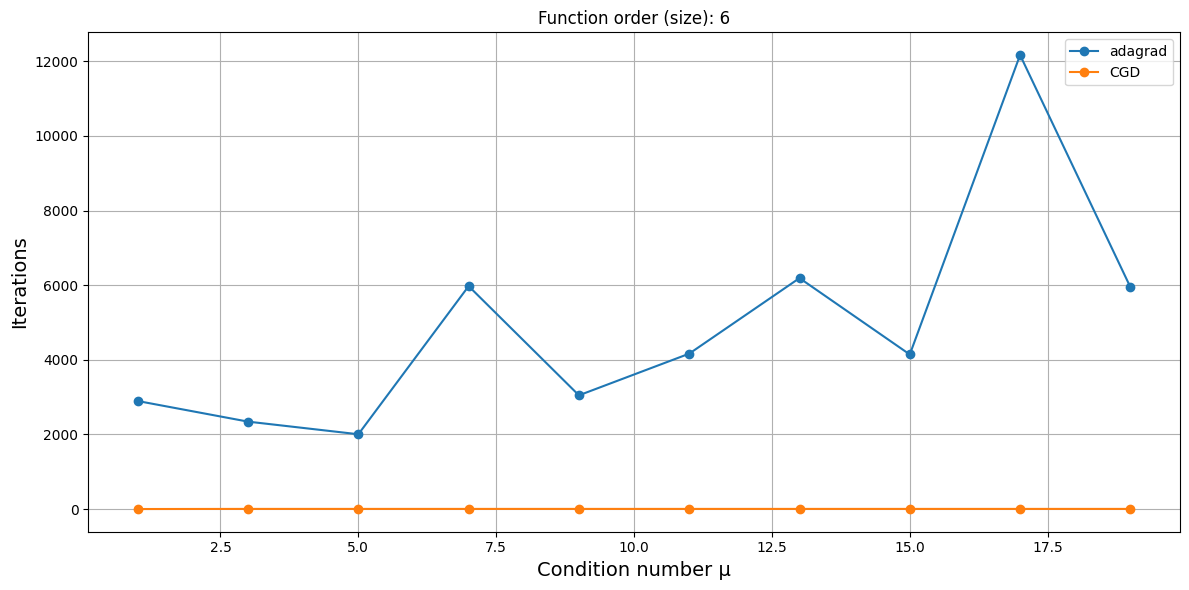 Function order (size): 6
adagrad
CGD
12000
10000
8000
6000
4000
2000
0
Iterations
2.5 5.0 7.5 10.0 12.5 15.0 17.5
Condition number μ